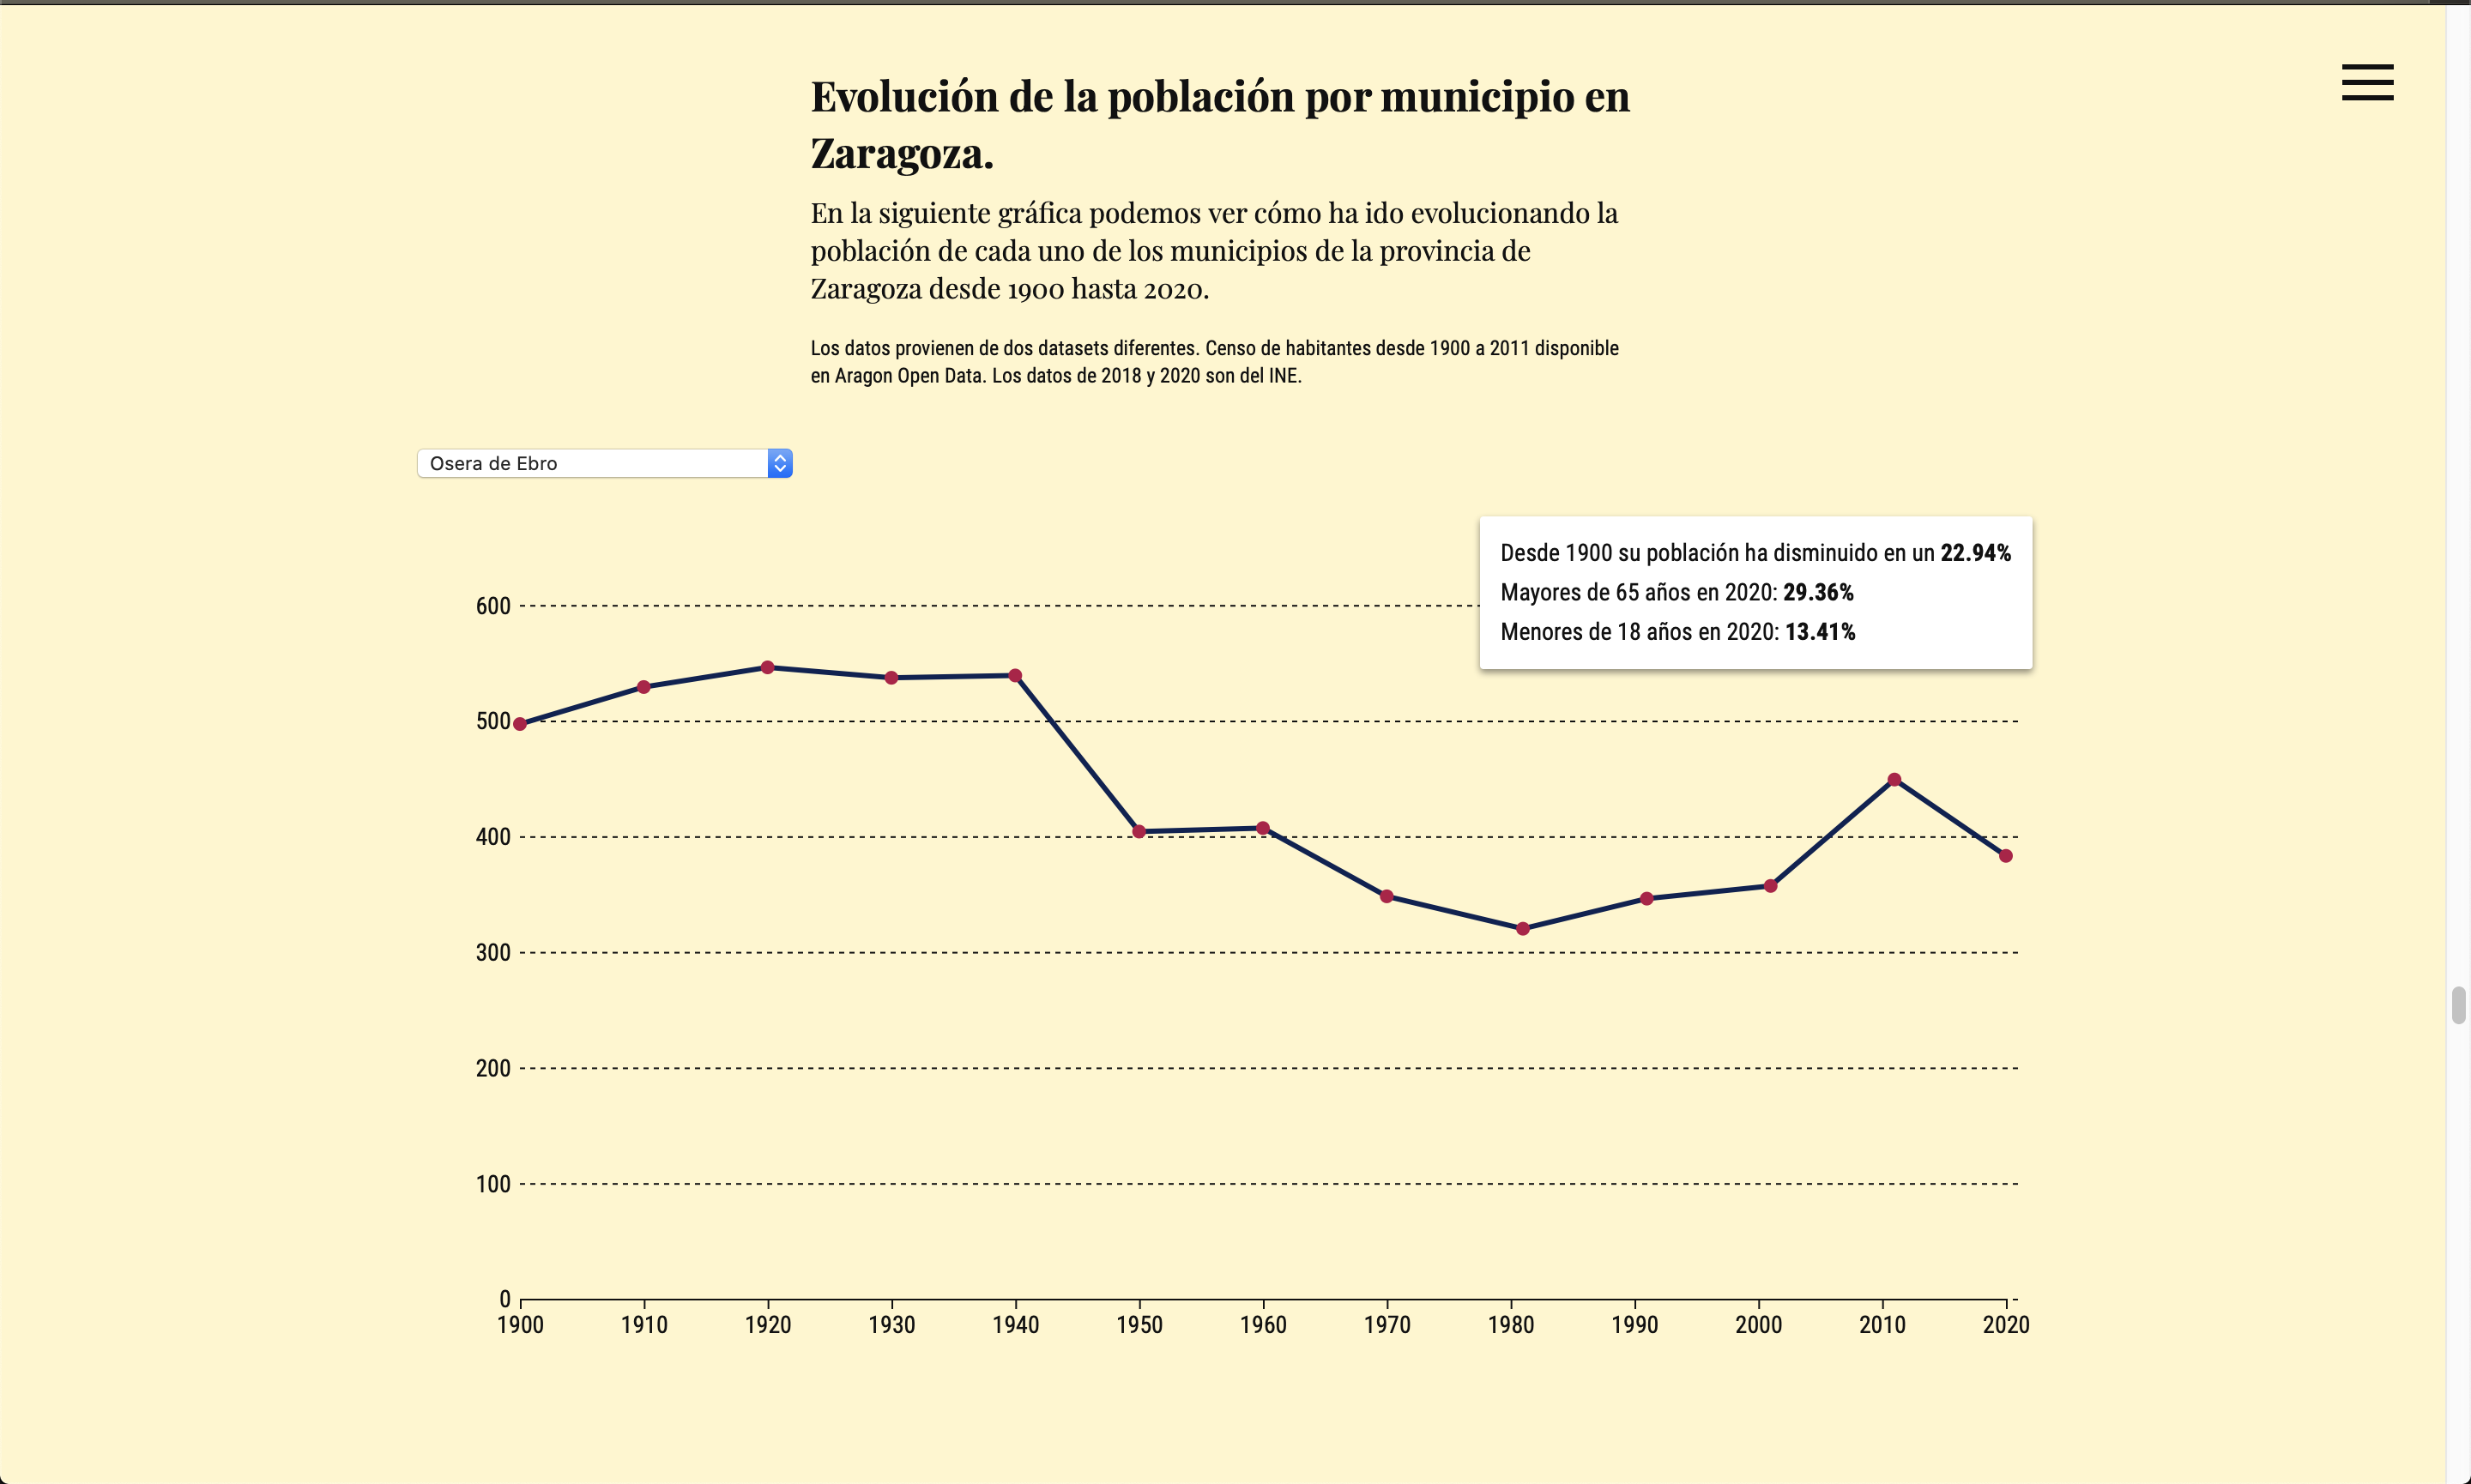 Evolución de la población por municipio en
Zaragoza.
En la siguiente gráfica podemos ver cómo ha ido evolucionando la
población de cada uno de los municipios de la provincia de
Zaragoza desde 1900 hasta 2020.
Los datos provienen de dos datasets diferentes. Censo de habitantes desde 1900 a 2011 disponible
en Aragon Open Data. Los datos de 2018 y 2020 son del INE.
Osera de Ebro
Desde 1900 su población ha disminuido en un 22.94%
Mayores de 65 años en 2020: 29.36%
Menores de 18 años en 2020: 13.41%
600
500
400
300
200
100
0
1900 1910 1920 1930 1940 1950 1960 1970 1980 1990 2000 2010 2020